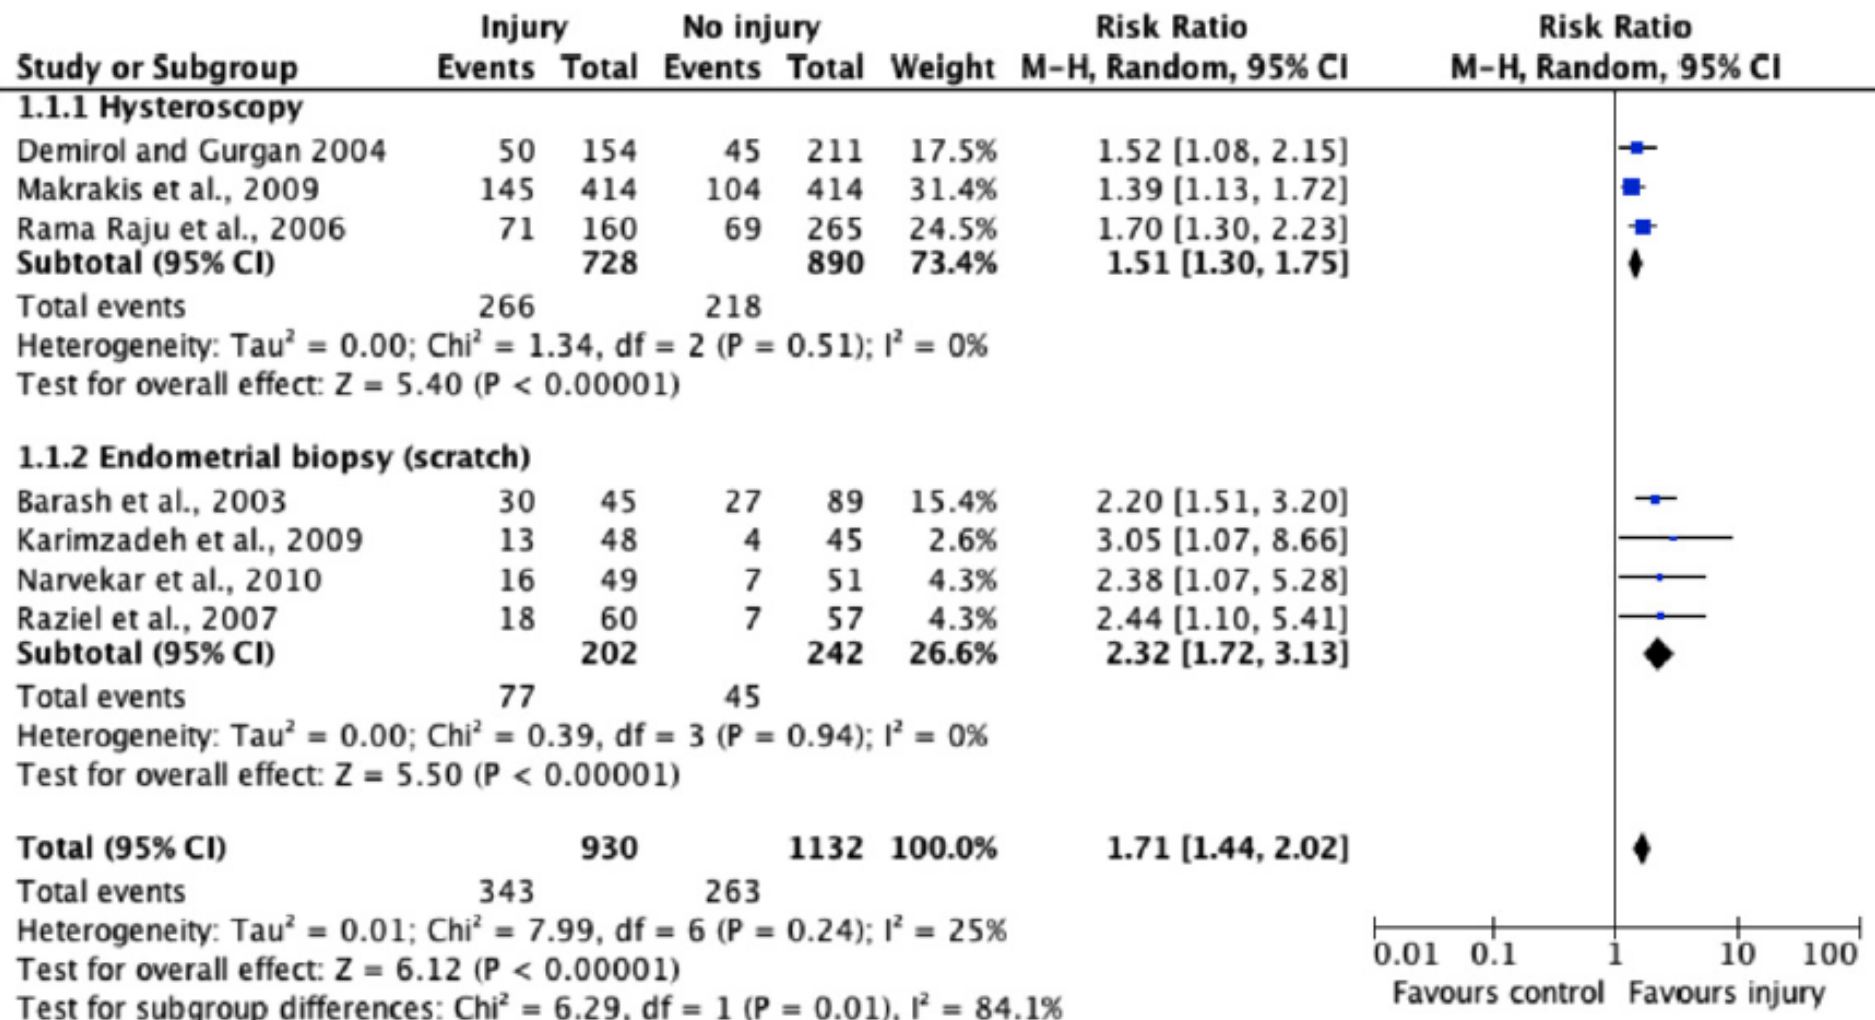 Injury No injury Risk Ratio Risk Ratio
Study or Subgroup Events Total Events Total Weight M-H, Random, 95% CI M-H, Random, 95% CI
1.1.1 Hysteroscopy
Demirol and Gurgan 2004 50 154 45 211 17.5% 1.52 [1.08, 2.15]
Makrakis et al., 2009 145 414 104 414 31.4% 1.39 [1.13, 1.72]
Rama Raju et al., 2006 71 160 69 265 24.5% 1.70 [1.30, 2.23]
Subtotal (95% CI) 728 890 73.4% 1.51 [1.30, 1.75]
Total events 266 218
Heterogeneity: Tau² = 0.00; Chi² = 1.34, df = 2 (P = 0.51); I² = 0%
Test for overall effect: Z = 5.40 (P < 0.00001)
1.1.2 Endometrial biopsy (scratch)
Barash et al., 2003 30 45 27 89 15.4% 2.20 [1.51, 3.20]
Karimzadeh et al., 2009 13 48 4 45 2.6% 3.05 [1.07, 8.66]
Narvekar et al., 2010 16 49 7 51 4.3% 2.38 [1.07, 5.28]
Raziel et al., 2007 18 60 7 57 4.3% 2.44 [1.10, 5.41]
Subtotal (95% CI) 202 242 26.6% 2.32 [1.72, 3.13]
Total events 77 45
Heterogeneity: Tau² = 0.00; Chi² = 0.39, df = 3 (P = 0.94); I² = 0%
Test for overall effect: Z = 5.50 (P < 0.00001)
Total (95% CI) 930 1132 100.0% 1.71 [1.44, 2.02]
Total events 343 263
Heterogeneity: Tau² = 0.01; Chi² = 7.99, df = 6 (P = 0.24); I² = 25%
Test for overall effect: Z = 6.12 (P < 0.00001)
Test for subgroup differences: Chi² = 6.29, df = 1 (P = 0.01), I² = 84.1%
0.01 0.1 1 10 100
Favours control Favours injury